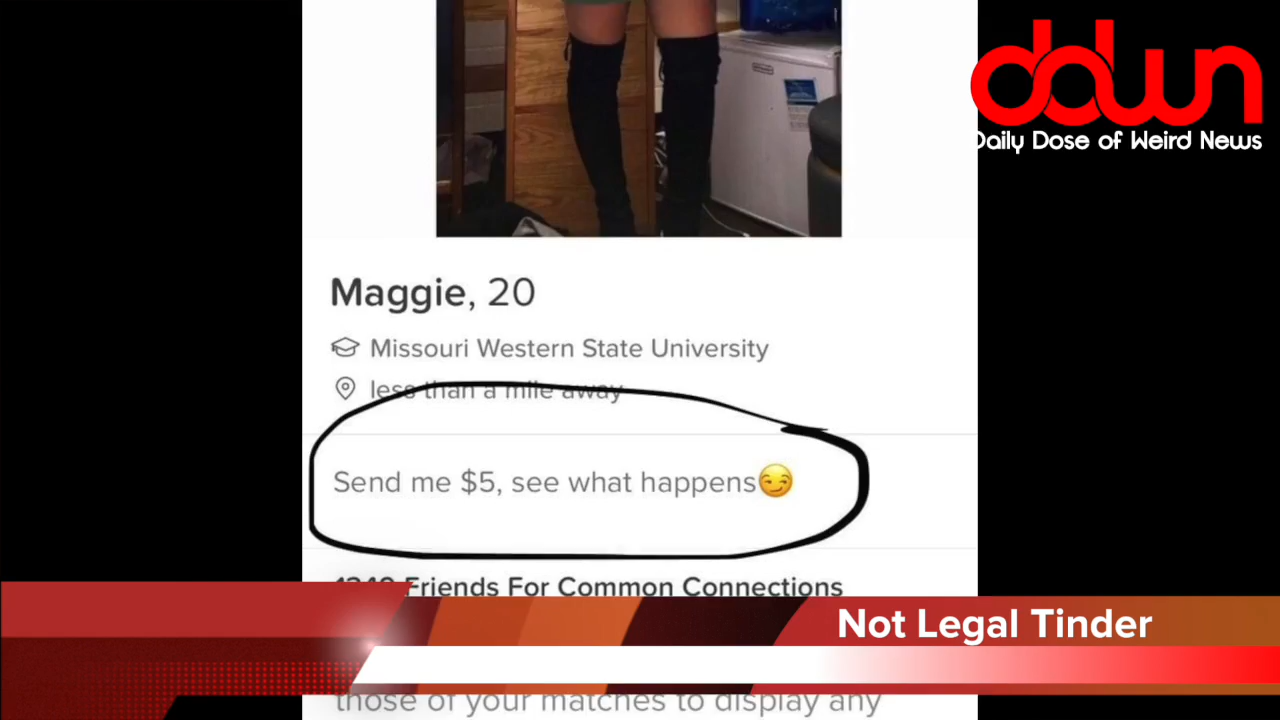 ddwn
Daily Dose of Weird News
Maggie, 20
Missouri Western State University
less than a mile away
Send me $5, see what happens😏
Friends For Common Connections
Not Legal Tinder
those of your matches to display any